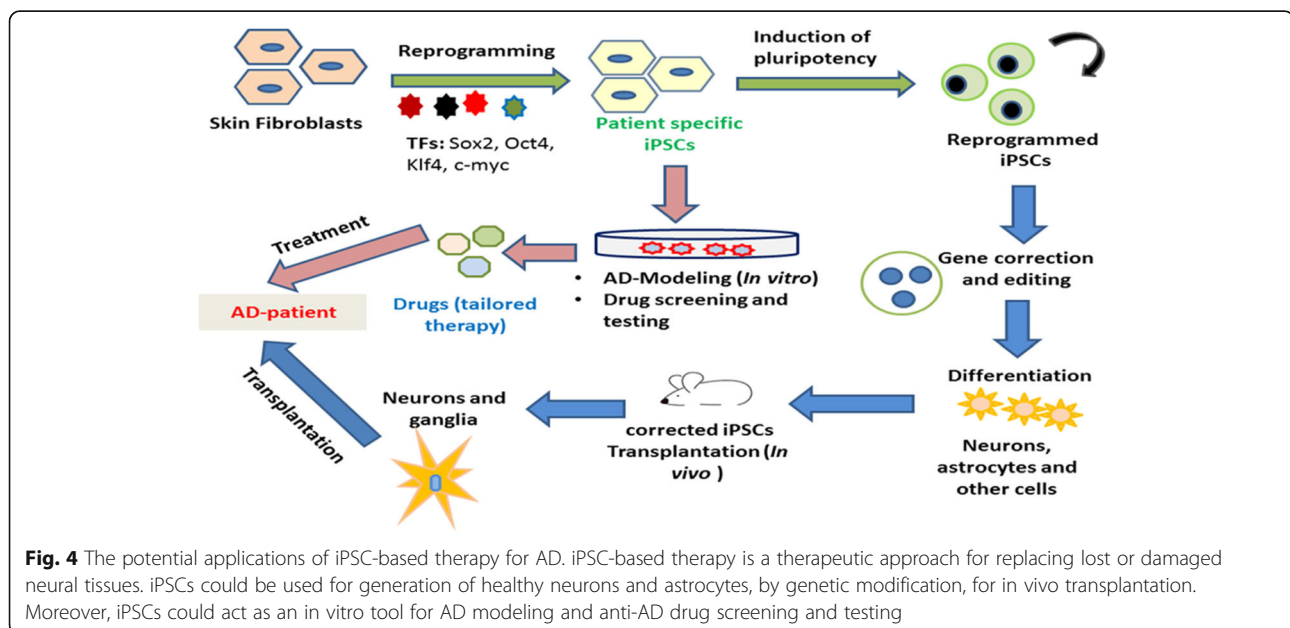 Reprogramming
Skin Fibroblasts
TFs: Sox2, Oct4,
Klf4, c-myc
Patient specific
iPSCs
Induction of
pluripotency
Reprogrammed
iPSCs
Treatment
AD-patient
Drugs (tailored
therapy)
• AD-Modeling (In vitro)
• Drug screening and
testing
Gene correction
and editing
Differentiation
Neurons,
astrocytes and
other cells
corrected iPSCs
Transplantation (In
vivo )
Neurons and
ganglia
Transplantation
Fig. 4 The potential applications of iPSC-based therapy for AD. iPSC-based therapy is a therapeutic approach for replacing lost or damaged
neural tissues. iPSCs could be used for generation of healthy neurons and astrocytes, by genetic modification, for in vivo transplantation.
Moreover, iPSCs could act as an in vitro tool for AD modeling and anti-AD drug screening and testing